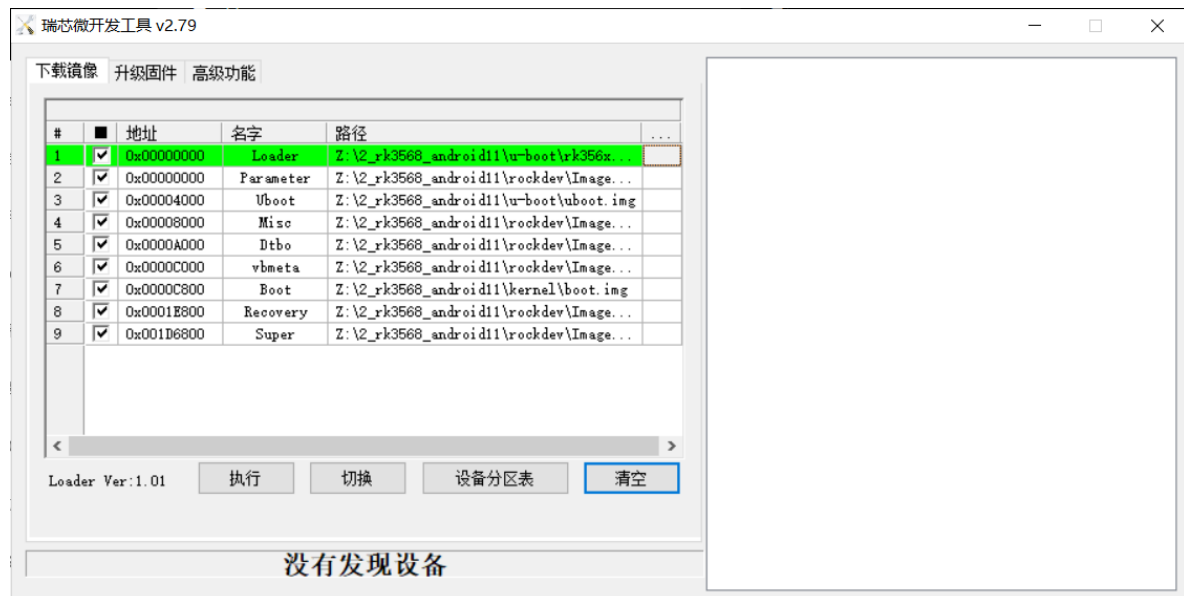 瑞芯微开发工具 v2.79
下载镜像 升级固件 高级功能
# 地址 名字 路径 ...
1 0x00000000 Loader Z:\2_rk3568_android11\u-boot\rk356x...
2 0x00000000 Parameter Z:\2_rk3568_android11\rockdev\Image...
3 0x00004000 Uboot Z:\2_rk3568_android11\u-boot\uboot.img
4 0x00008000 Misc Z:\2_rk3568_android11\rockdev\Image...
5 0x0000A000 Dtbo Z:\2_rk3568_android11\rockdev\Image...
6 0x0000C000 vbmeta Z:\2_rk3568_android11\rockdev\Image...
7 0x0000C800 Boot Z:\2_rk3568_android11\kernel\boot.img
8 0x0001E800 Recovery Z:\2_rk3568_android11\rockdev\Image...
9 0x001D6800 Super Z:\2_rk3568_android11\rockdev\Image...
Loader Ver:1.01 执行 切换 设备分区表 清空
没有发现设备